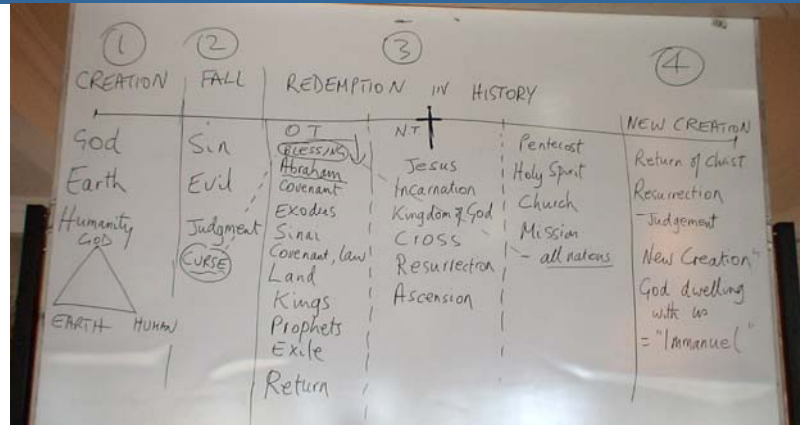 1
CREATION
God
Earth
Humanity
GOD
EARTH HUMAN
2
FALL
Sin
Evil
Judgment
CURSE
3
REDEMPTION IN HISTORY
OT
BLESSING
Abraham
Covenant
Exodus
Sinai
Covenant, law
Land
Kings
Prophets
Exile
Return
NT
Jesus
Incarnation
Kingdom of God
Cross
Resurrection
Ascension
Pentecost
Holy Spirit
Church
Mission
- all nations
4
NEW CREATION
Return of Christ
Resurrection
Judgement
New Creation"
God dwelling
with us
= "Immanuel"